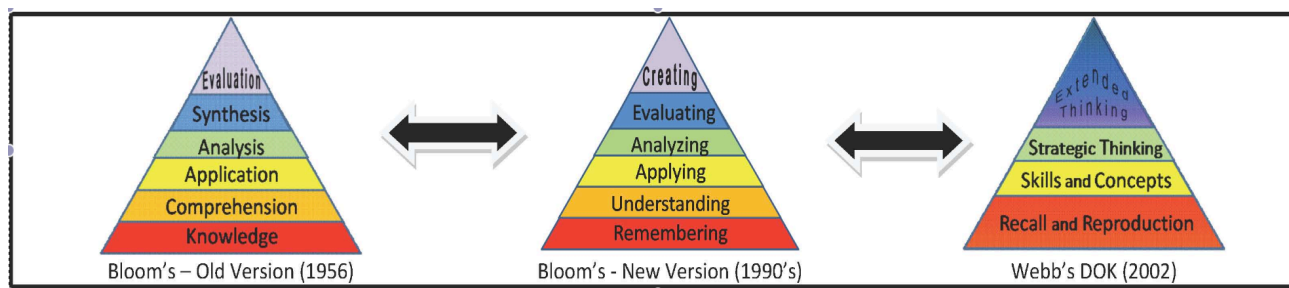 Evaluation
Synthesis
Analysis
Application
Comprehension
Knowledge
Bloom's – Old Version (1956)
Creating
Evaluating
Analyzing
Applying
Understanding
Remembering
Bloom's - New Version (1990's)
Extended
Thinking
Strategic Thinking
Skills and Concepts
Recall and Reproduction
Webb's DOK (2002)